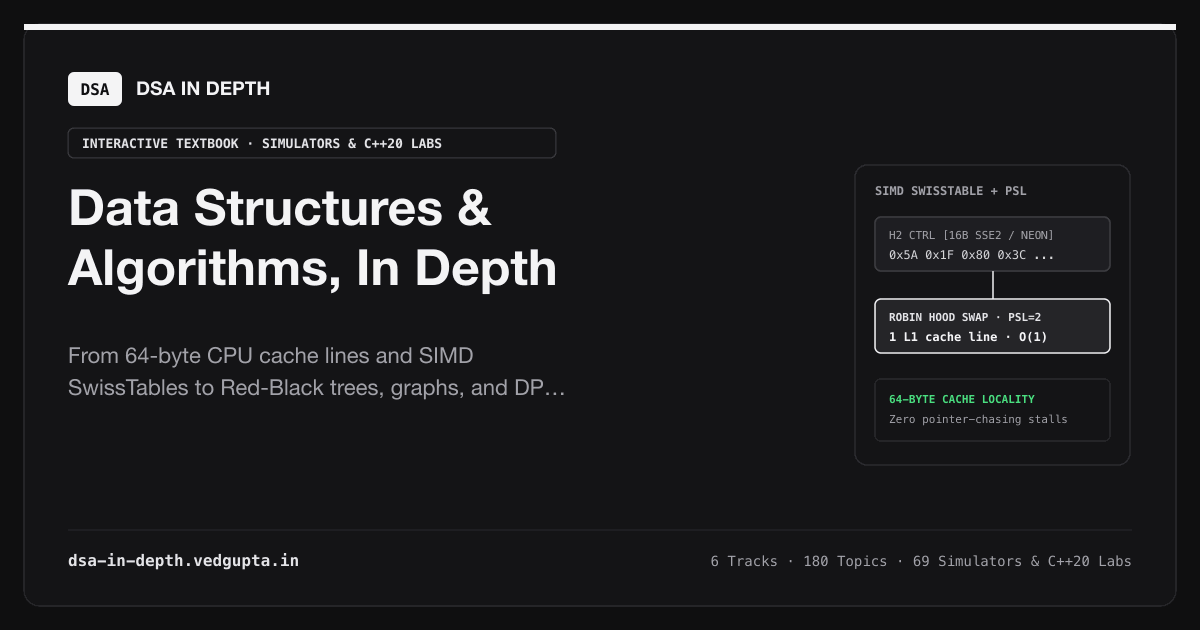 DSA
DSA IN DEPTH
INTERACTIVE TEXTBOOK · SIMULATORS & C++20 LABS
Data Structures &
Algorithms, In Depth
From 64-byte CPU cache lines and SIMD
SwissTables to Red-Black trees, graphs, and DP…
SIMD SWISSTABLE + PSL
H2 CTRL [16B SSE2 / NEON]
0x5A 0x1F 0x80 0x3C ...
ROBIN HOOD SWAP · PSL=2
1 L1 cache line · O(1)
64-BYTE CACHE LOCALITY
Zero pointer-chasing stalls
dsa-in-depth.vedgupta.in
6 Tracks · 180 Topics · 69 Simulators & C++20 Labs